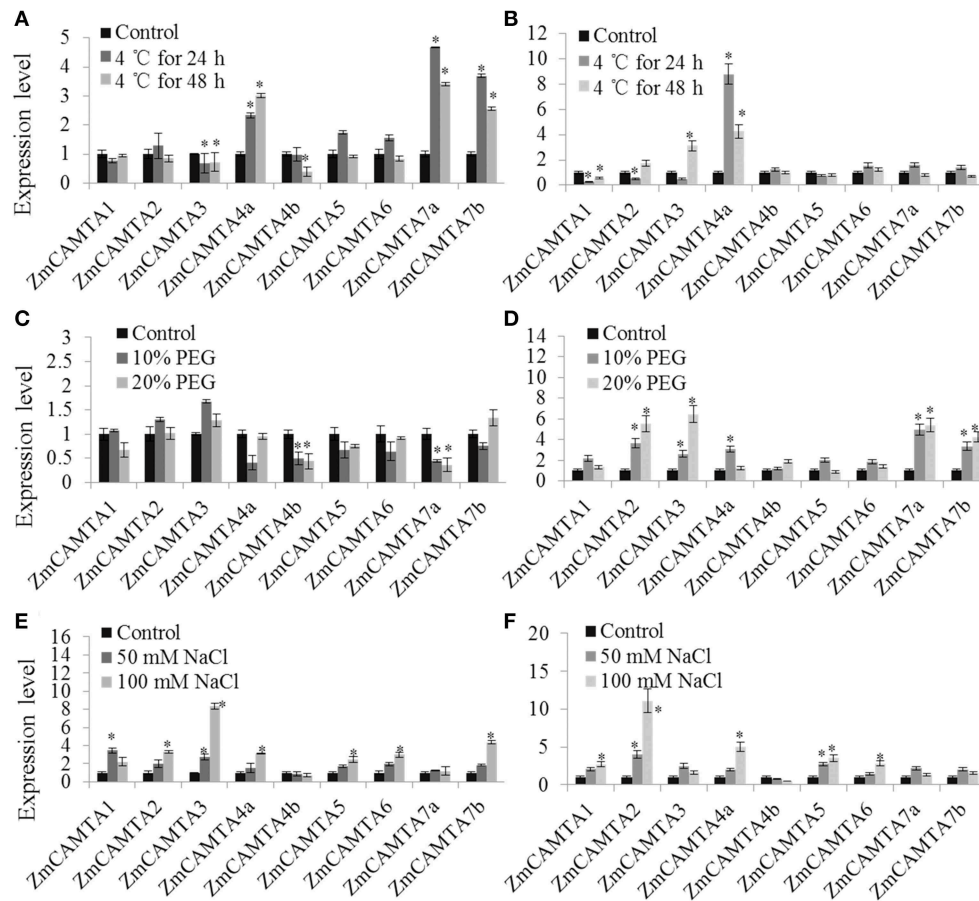 A
Expression level
5
4
3
2
1
0
Control
4 ℃ for 24 h
4 ℃ for 48 h
* * * * * * * * *
ZmCAMTA1
ZmCAMTA2
ZmCAMTA3
ZmCAMTA4a
ZmCAMTA4b
ZmCAMTA5
ZmCAMTA6
ZmCAMTA7a
ZmCAMTA7b
B
12
10
8
6
4
2
0
Control
4 ℃ for 24 h
4 ℃ for 48 h
* * * * * *
ZmCAMTA1
ZmCAMTA2
ZmCAMTA3
ZmCAMTA4a
ZmCAMTA4b
ZmCAMTA5
ZmCAMTA6
ZmCAMTA7a
ZmCAMTA7b
C
Expression level
3
2.5
2
1.5
1
0.5
0
Control
10% PEG
20% PEG
* * * *
ZmCAMTA1
ZmCAMTA2
ZmCAMTA3
ZmCAMTA4a
ZmCAMTA4b
ZmCAMTA5
ZmCAMTA6
ZmCAMTA7a
ZmCAMTA7b
D
14
12
10
8
6
4
2
0
Control
10% PEG
20% PEG
* * * * * * * * *
ZmCAMTA1
ZmCAMTA2
ZmCAMTA3
ZmCAMTA4a
ZmCAMTA4b
ZmCAMTA5
ZmCAMTA6
ZmCAMTA7a
ZmCAMTA7b
E
Expression level
16
14
12
10
8
6
4
2
0
Control
50 mM NaCl
100 mM NaCl
* * * * * * * *
ZmCAMTA1
ZmCAMTA2
ZmCAMTA3
ZmCAMTA4a
ZmCAMTA4b
ZmCAMTA5
ZmCAMTA6
ZmCAMTA7a
ZmCAMTA7b
F
20
15
10
5
0
Control
50 mM NaCl
100 mM NaCl
* * * * * * *
ZmCAMTA1
ZmCAMTA2
ZmCAMTA3
ZmCAMTA4a
ZmCAMTA4b
ZmCAMTA5
ZmCAMTA6
ZmCAMTA7a
ZmCAMTA7b